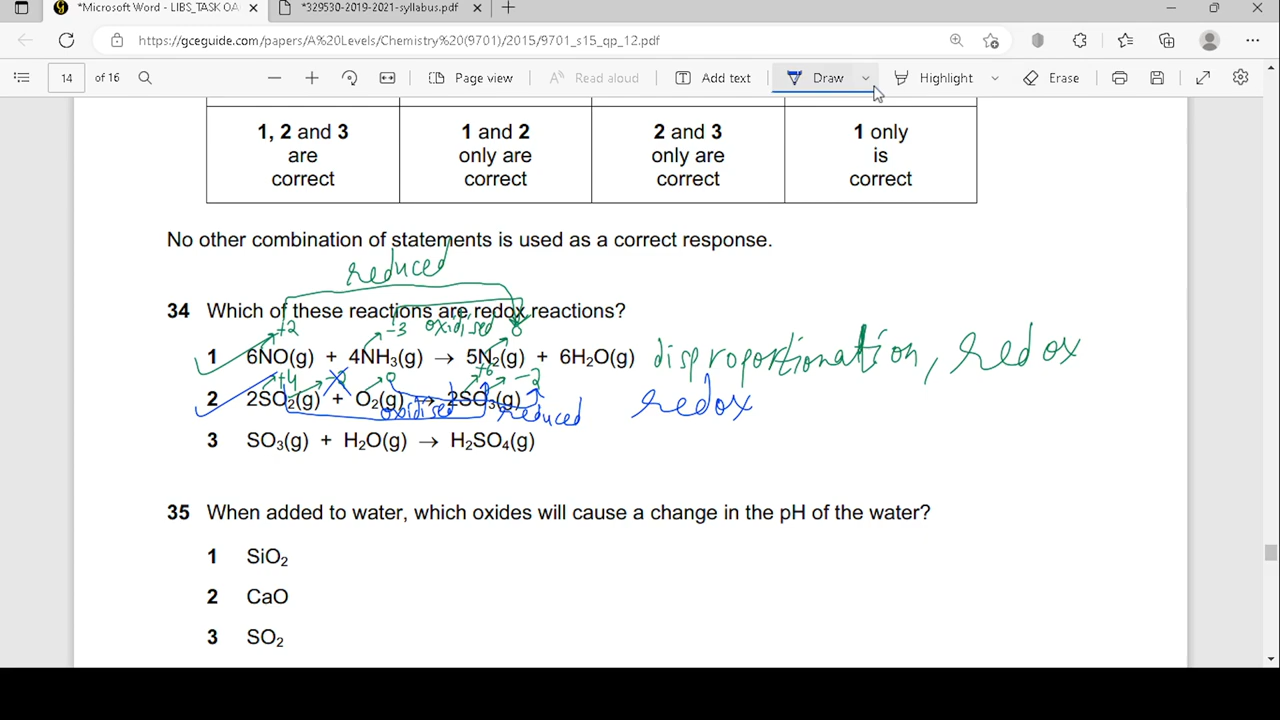 *Microsoft Word - LIBS_TASK OA
*329530-2019-2021-syllabus.pdf
https://gceguide.com/papers/A%20Levels/Chemistry%20(9701)/2015/9701_s15_qp_12.pdf
14 of 16 Page view Read aloud Add text Draw Highlight Erase
1, 2 and 3 are correct
1 and 2 only are correct
2 and 3 only are correct
1 only is correct
No other combination of statements is used as a correct response.
reduced
34 Which of these reactions are redox reactions?
+2 -3 oxidised 0
1 6NO(g) + 4NH₃(g) → 5N₂(g) + 6H₂O(g) disproportionation, redox
+4 0 +6 -2
2 2SO₂(g) + O₂(g) → 2SO₃(g) redox
oxidised reduced
3 SO₃(g) + H₂O(g) → H₂SO₄(g)
35 When added to water, which oxides will cause a change in the pH of the water?
1 SiO₂
2 CaO
3 SO₂